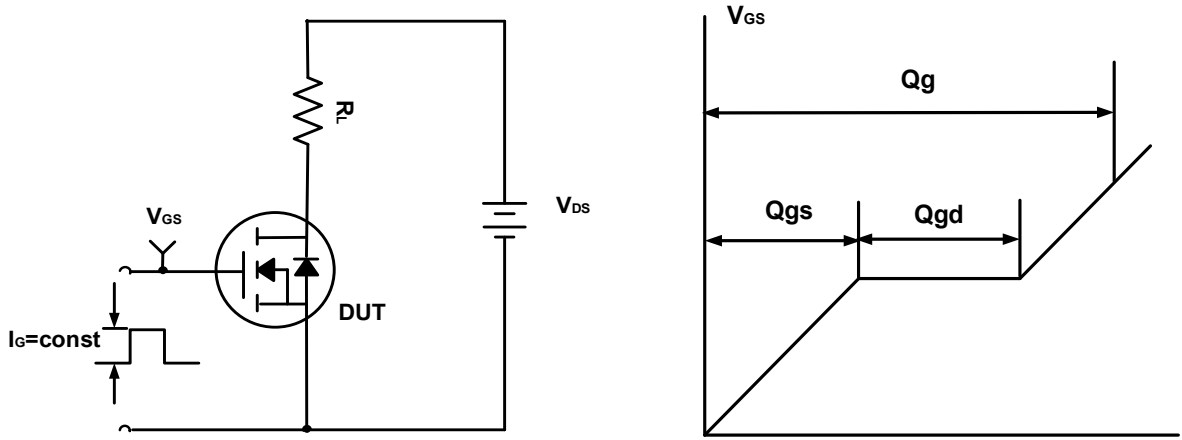 RL
VGS
VDS
DUT
IG=const
VGS
Qg
Qgs
Qgd